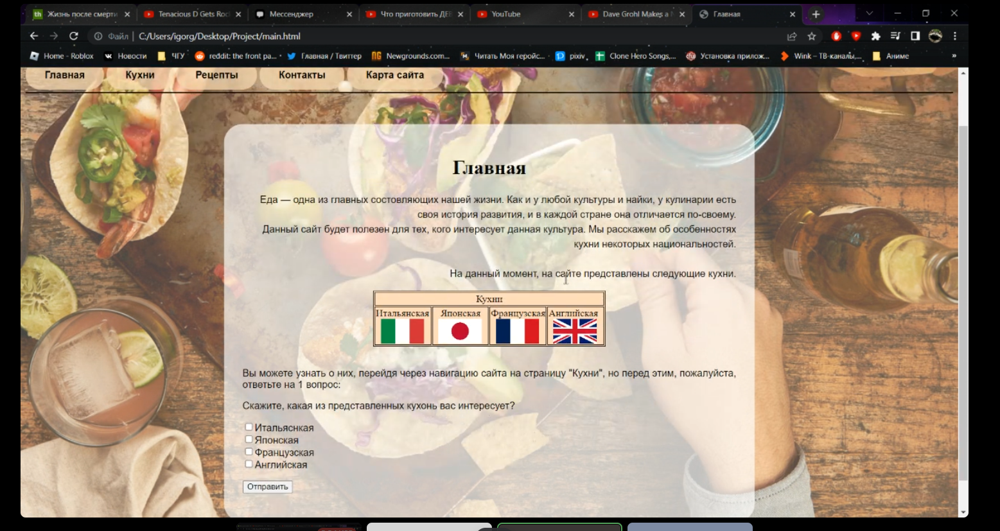 Жизнь после смерти
Tenacious D Gets Roc
Мессенджер
Что приготовить ДЕВ
YouTube
Dave Grohl Makes a N
Главная
Файл | C:/Users/igorg/Desktop/Project/main.html
Home - Roblox
Новости
ЧГУ
reddit: the front pa...
Главная / Твиттер
Newgrounds.com...
Читать Моя геройс...
pixiv
Clone Hero Songs,...
Установка прилож...
Wink – ТВ-каналы,...
Аниме
»
Главная Кухни Рецепты Контакты Карта сайта
Главная
Еда — одна из главных состовляющих нашей жизни. Как и у любой культуры и найки, у кулинарии есть
своя история развития, и в каждой стране она отличается по-своему.
Данный сайт будет полезен для тех, кого интересует данная культура. Мы расскажем об особенностях
кухни некоторых национальностей.
На данный момент, на сайте представлены следующие кухни.
Кухни
Итальянская Японская Французская Английская
Вы можете узнать о них, перейдя через навигацию сайта на страницу "Кухни", но перед этим, пожалуйста,
ответьте на 1 вопрос:
Скажите, какая из представленных кухонь вас интересует?
Итальяснкая
Японская
Французская
Английская
Отправить